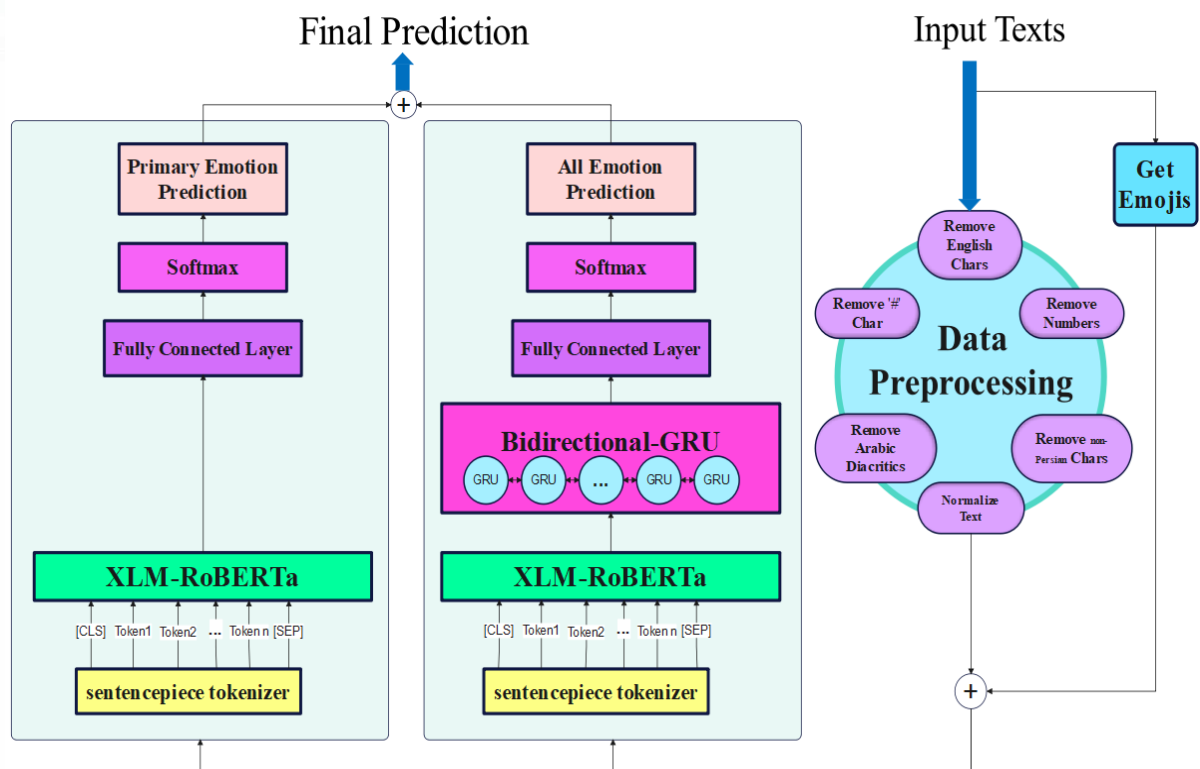 Final Prediction
Primary Emotion
Prediction
Softmax
Fully Connected Layer
XLM-RoBERTa
[CLS] Token1 Token2 ... Token n [SEP]
sentencepiece tokenizer
+
All Emotion
Prediction
Softmax
Fully Connected Layer
Bidirectional-GRU
GRU GRU ... GRU GRU
XLM-RoBERTa
[CLS] Token1 Token2 ... Token n [SEP]
sentencepiece tokenizer
Input Texts
Get
Emojis
Remove
English
Chars
Remove '#'
Char
Remove
Numbers
Data
Preprocessing
Remove
Arabic
Diacritics
Remove non-
Persian Chars
Normalize
Text
+